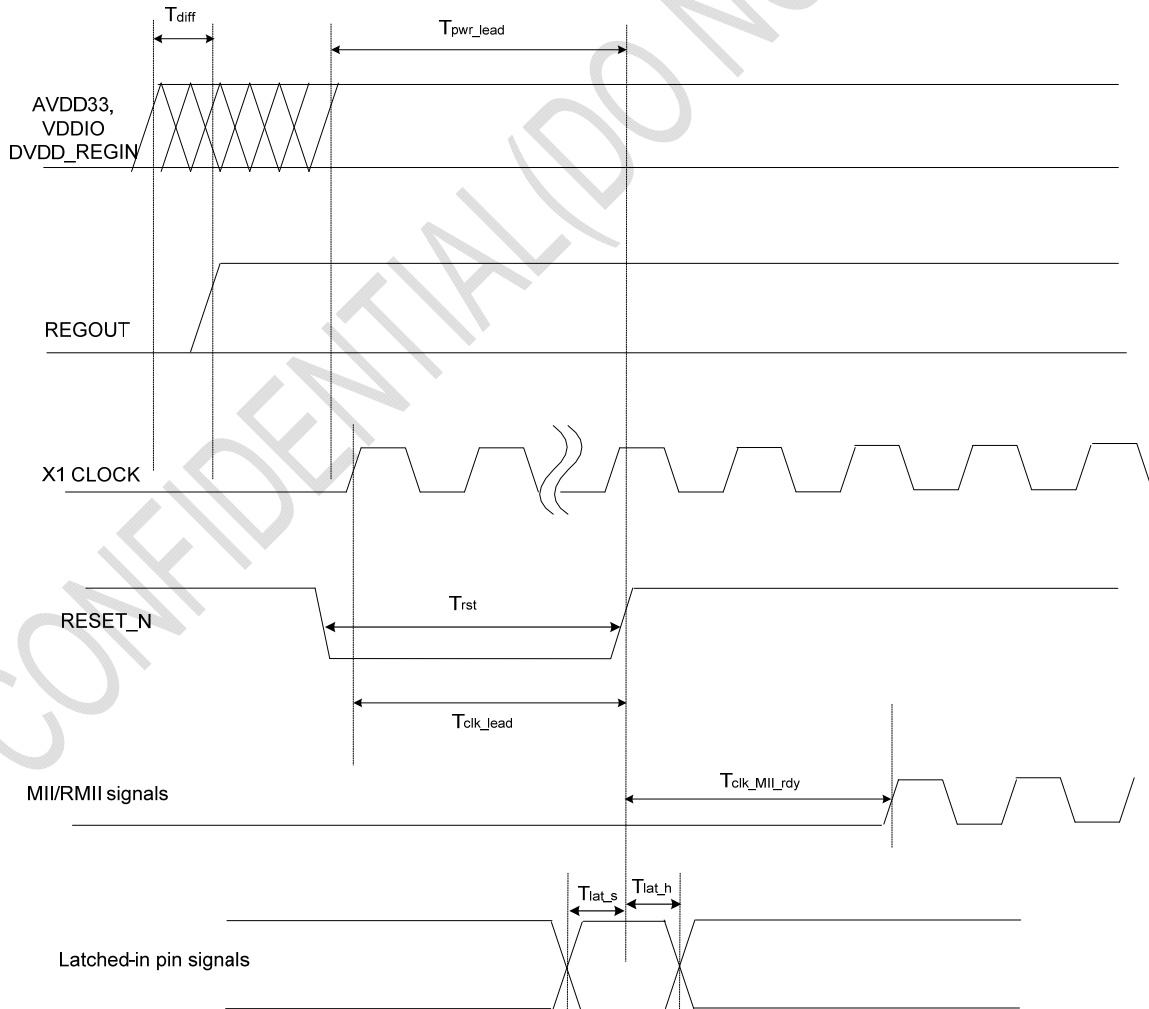 Tdiff
Tpwr_lead
AVDD33,
VDDIO
DVDD_REGIN
REGOUT
X1 CLOCK
RESET_N
Trst
Tclk_lead
MII/RMII signals
Tclk_MII_rdy
Tlat_s
Tlat_h
Latched-in pin signals
CONFIDENTIAL(DO NO